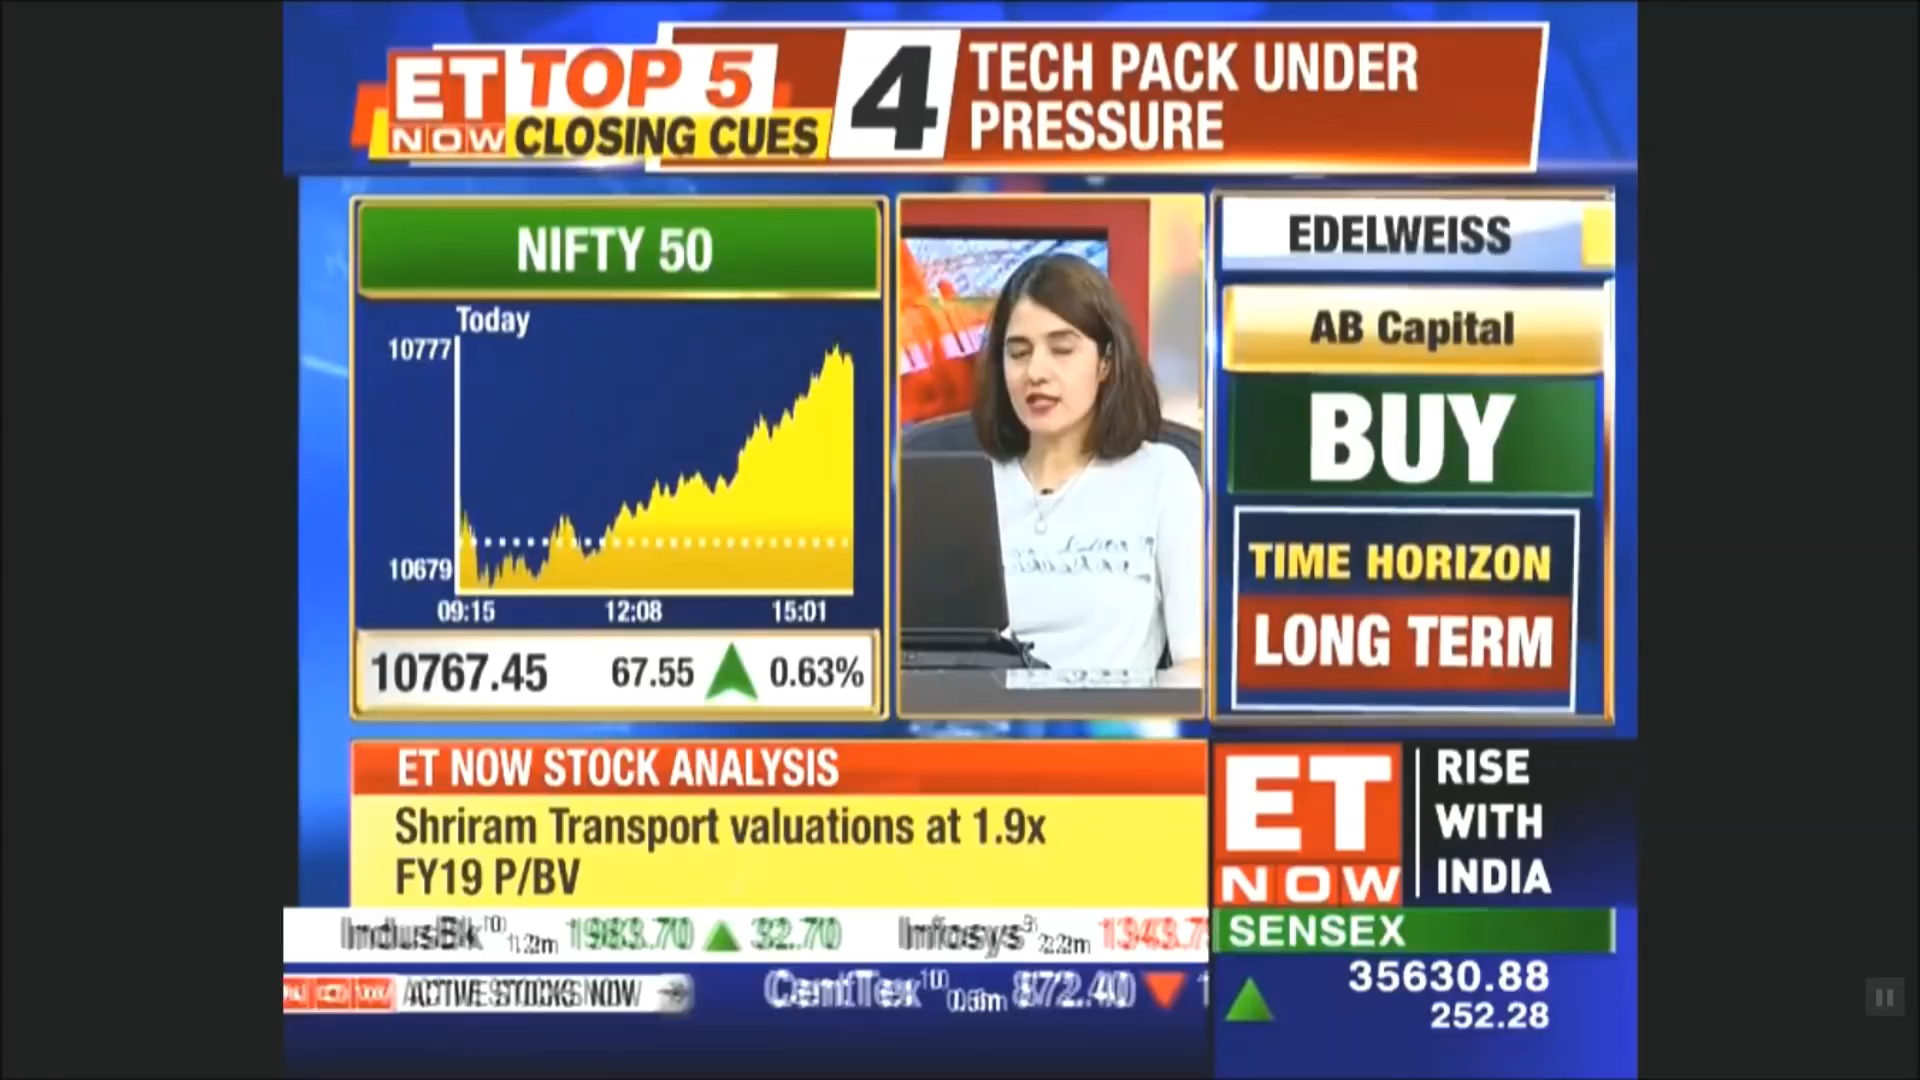 ET NOW
TOP 5
CLOSING CUES
4
TECH PACK UNDER
PRESSURE
NIFTY 50
Today
10777
10679
09:15 12:08 15:01
10767.45 67.55 0.63%
EDELWEISS
AB Capital
BUY
TIME HORIZON
LONG TERM
ET NOW STOCK ANALYSIS
Shriram Transport valuations at 1.9x
FY19 P/BV
ET NOW
RISE
WITH
INDIA
IndusBk 1983.70 32.70 Infosys
SENSEX
35630.88
252.28
ACTIVE STOCKS NOW CentTex 872.40